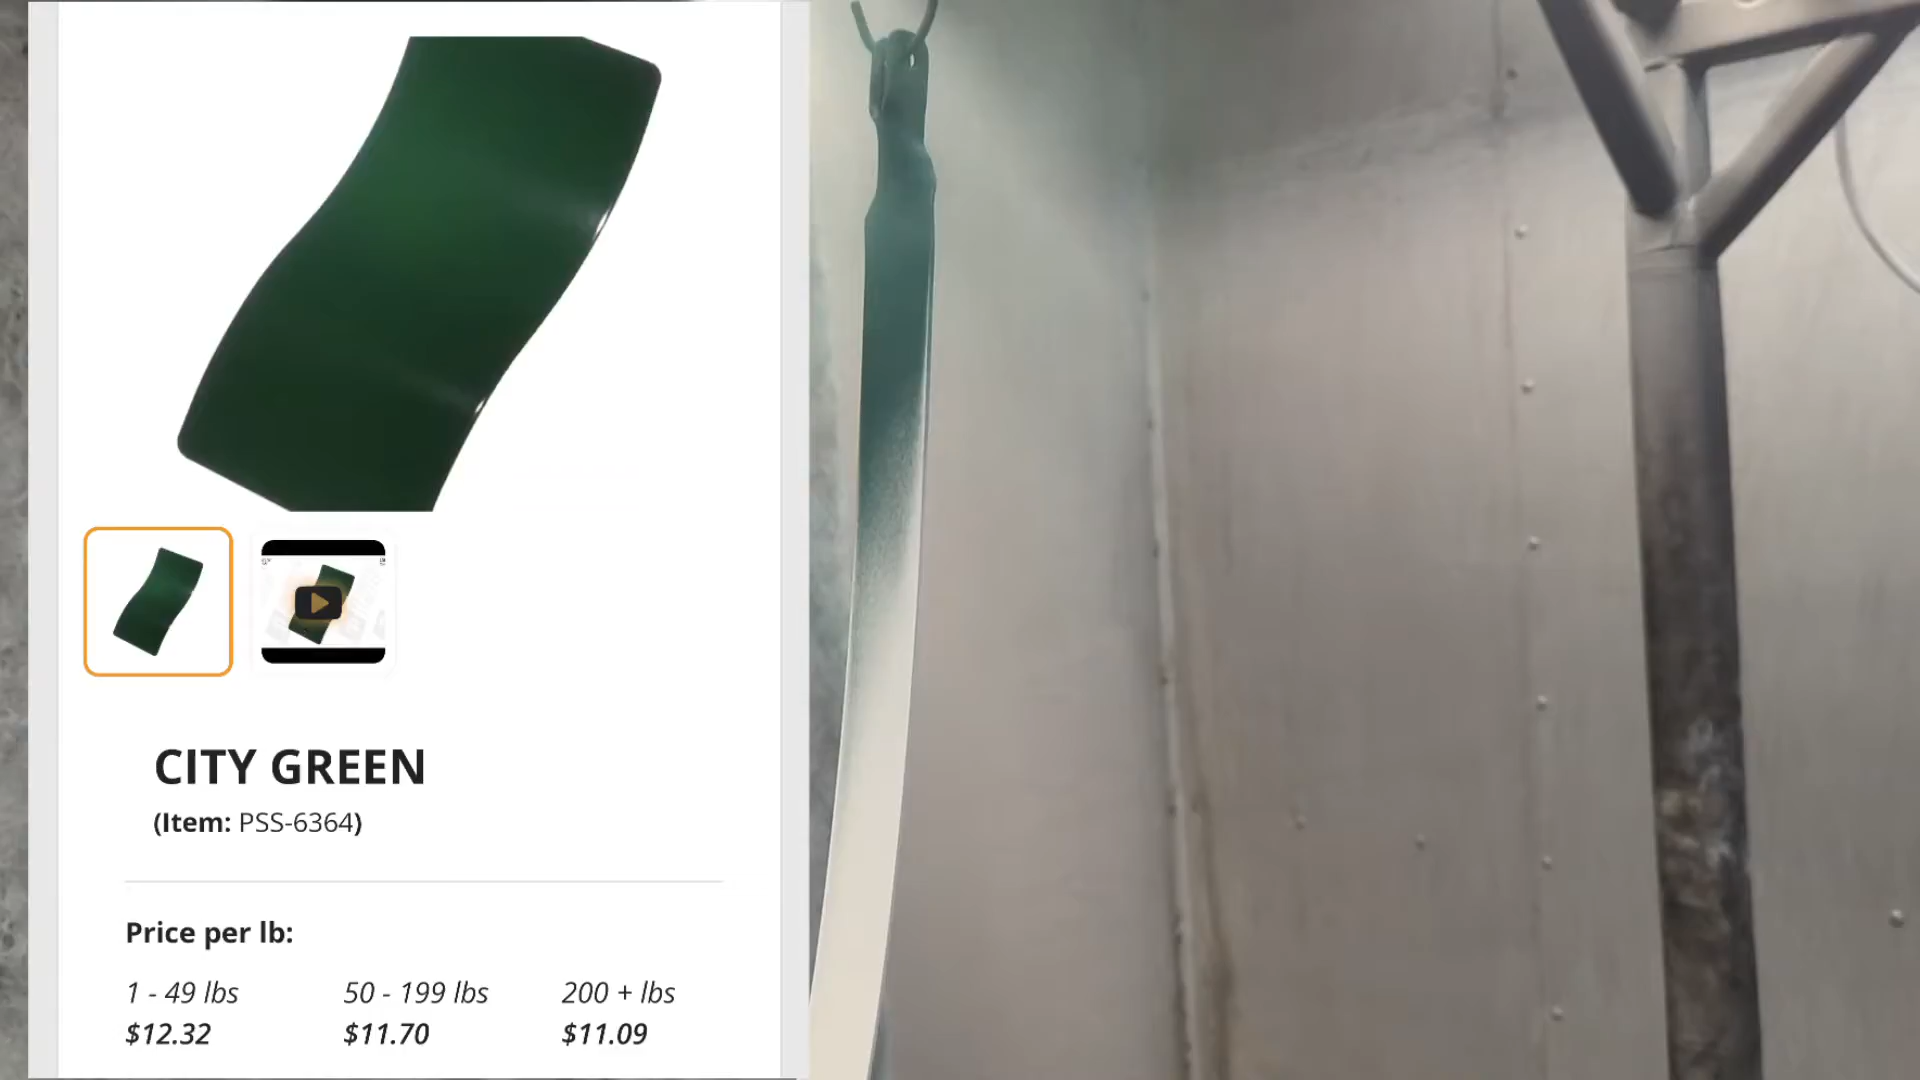 CITY GREEN
(Item: PSS-6364)
Price per lb:
1 - 49 lbs 50 - 199 lbs 200 + lbs
$12.32 $11.70 $11.09